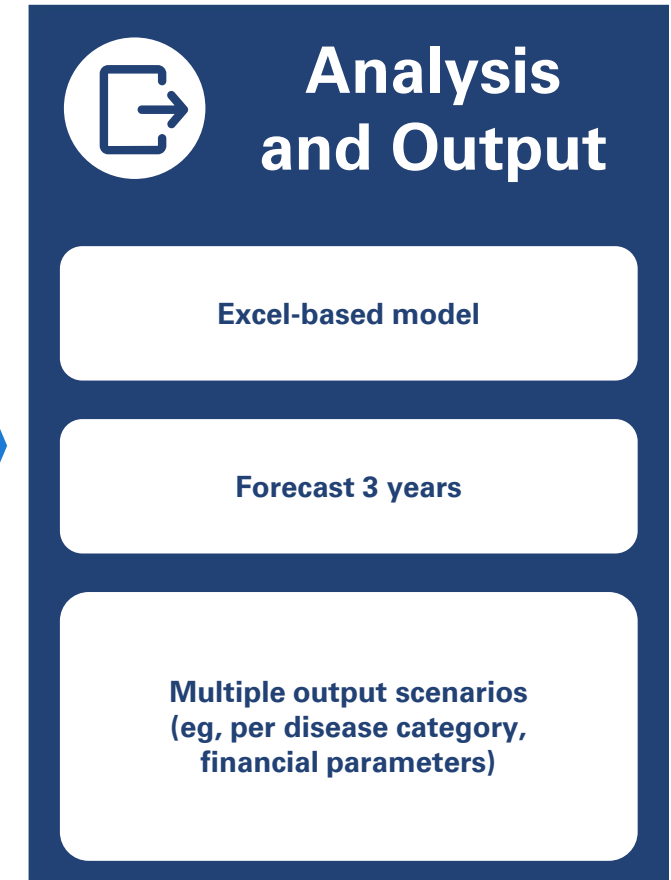 Analysis
and Output
Excel-based model
Forecast 3 years
Multiple output scenarios
(eg, per disease category,
financial parameters)